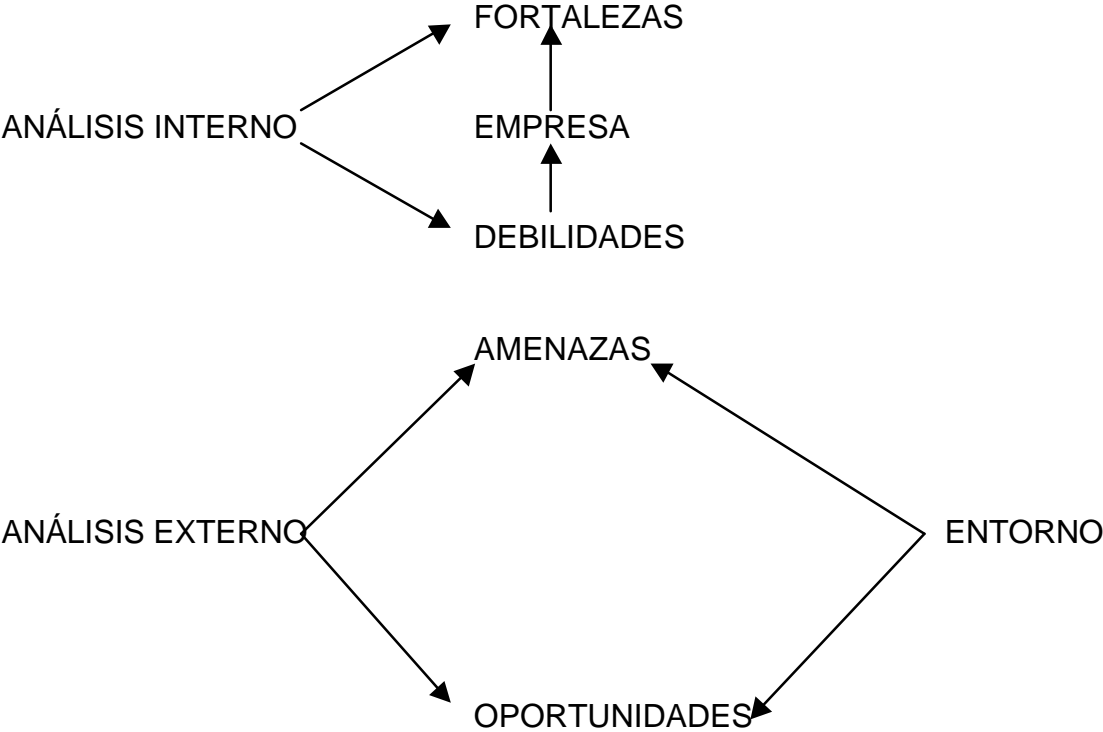 FORTALEZAS
ANÁLISIS INTERNO
EMPRESA
DEBILIDADES
AMENAZAS
ANÁLISIS EXTERNO
ENTORNO
OPORTUNIDADES